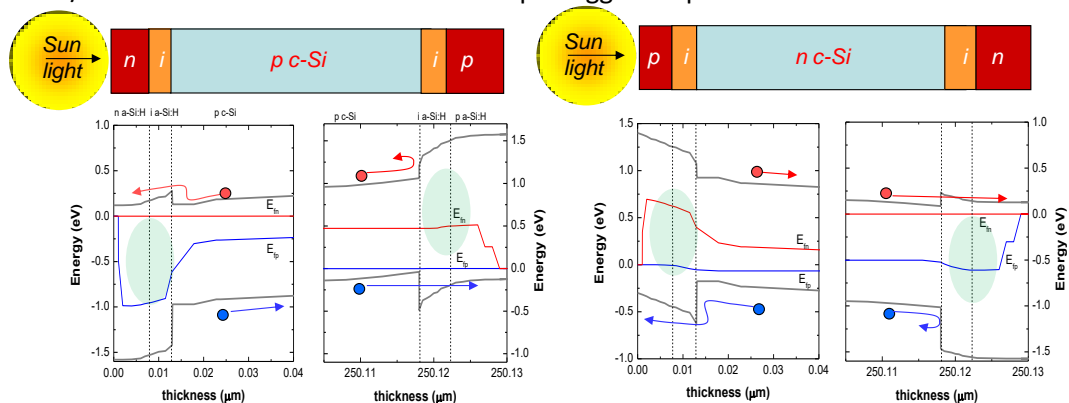 Sun
light
n
i
p c-Si
i
p
Sun
light
p
i
n c-Si
i
n
n a-Si:H i a-Si:H p c-Si
p c-Si i a-Si:H p a-Si:H
1.0
0.5
0.0
-0.5
-1.0
-1.5
Energy (eV)
E_fn
E_fp
0.00 0.01 0.02 0.03 0.04
thickness (μm)
1.5
1.0
0.5
0.0
-0.5
-1.0
Energy (eV)
E_fn
E_fp
250.11 250.12 250.13
thickness (μm)
1.5
1.0
0.5
0.0
-0.5
1.0
Energy (eV)
E_fn
E_fp
0.00 0.01 0.02 0.03 0.04
thickness (μm)
1.0
0.5
0.0
-0.5
-1.0
-1.5
Energy (eV)
E_fn
E_fp
250.11 250.12 250.13
thickness (μm)